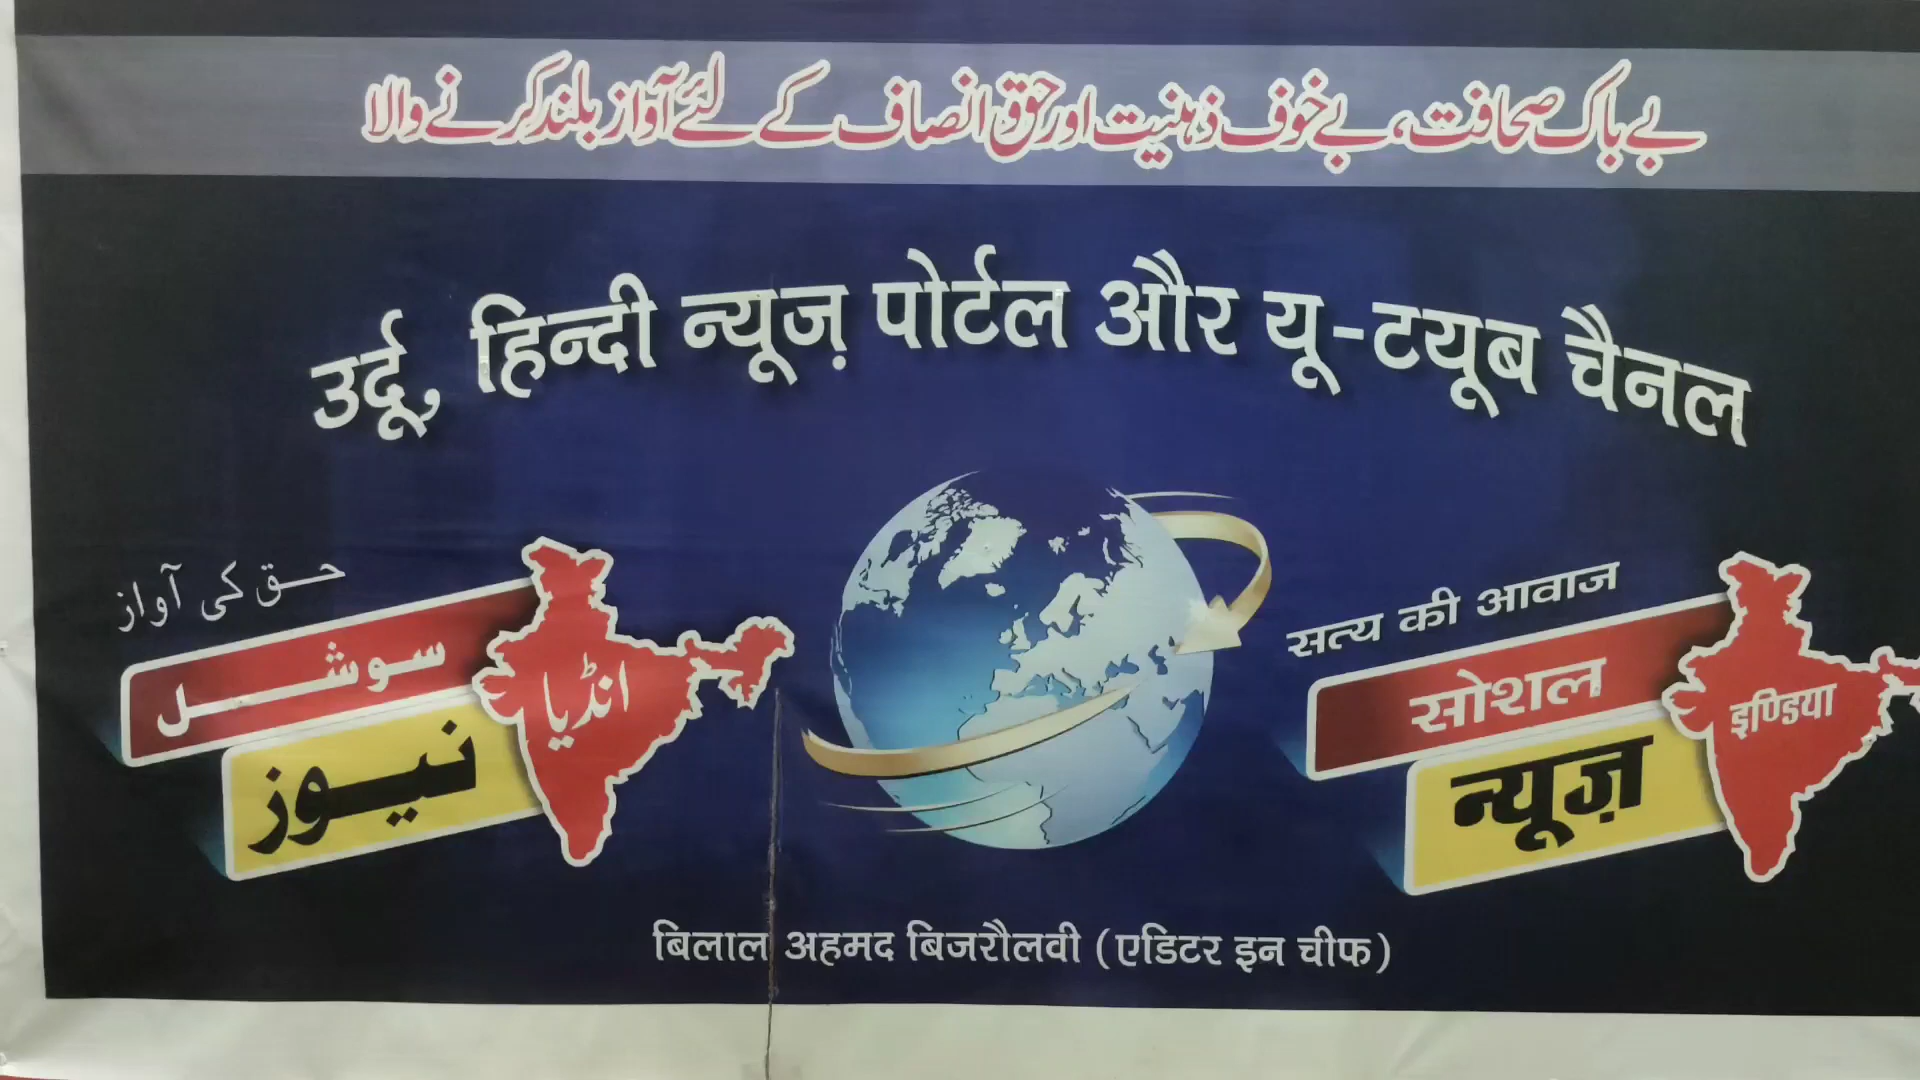 بے باک صحافت، بے خوف ذہنیت اور حق انصاف کے لئے آواز بلند کرنے والا
उर्दू, हिन्दी न्यूज़ पोर्टल और यू-टयूब चैनल
حق کی آواز
سوشل
نیوز
انڈیا
सत्य की आवाज
सोशल
न्यूज़
इण्डिया
बिलाल अहमद बिजरौलवी (एडिटर इन चीफ)